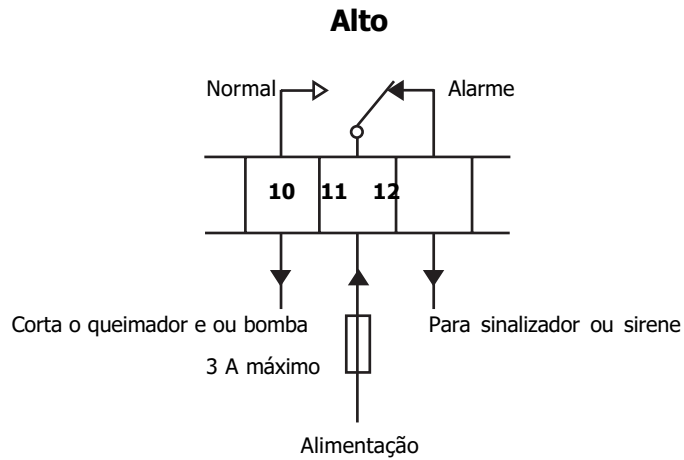 Alto
Normal
Alarme
10 11 12
Corta o queimador e ou bomba
Para sinalizador ou sirene
3 A máximo
Alimentação